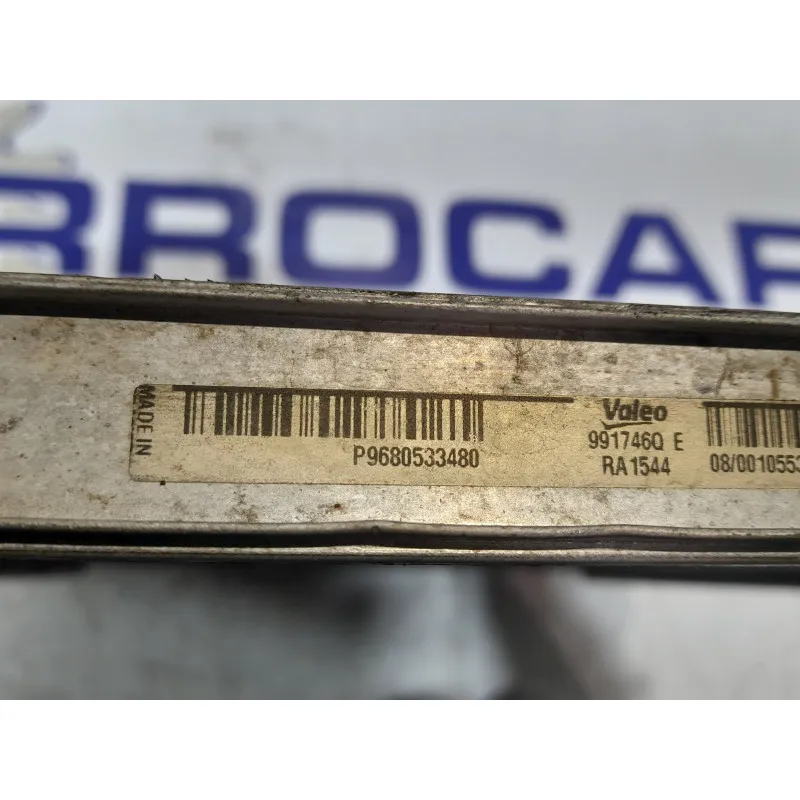 RROCAR
MADE IN
P9680533480
Valeo
991746Q E
RA1544
08/0010553